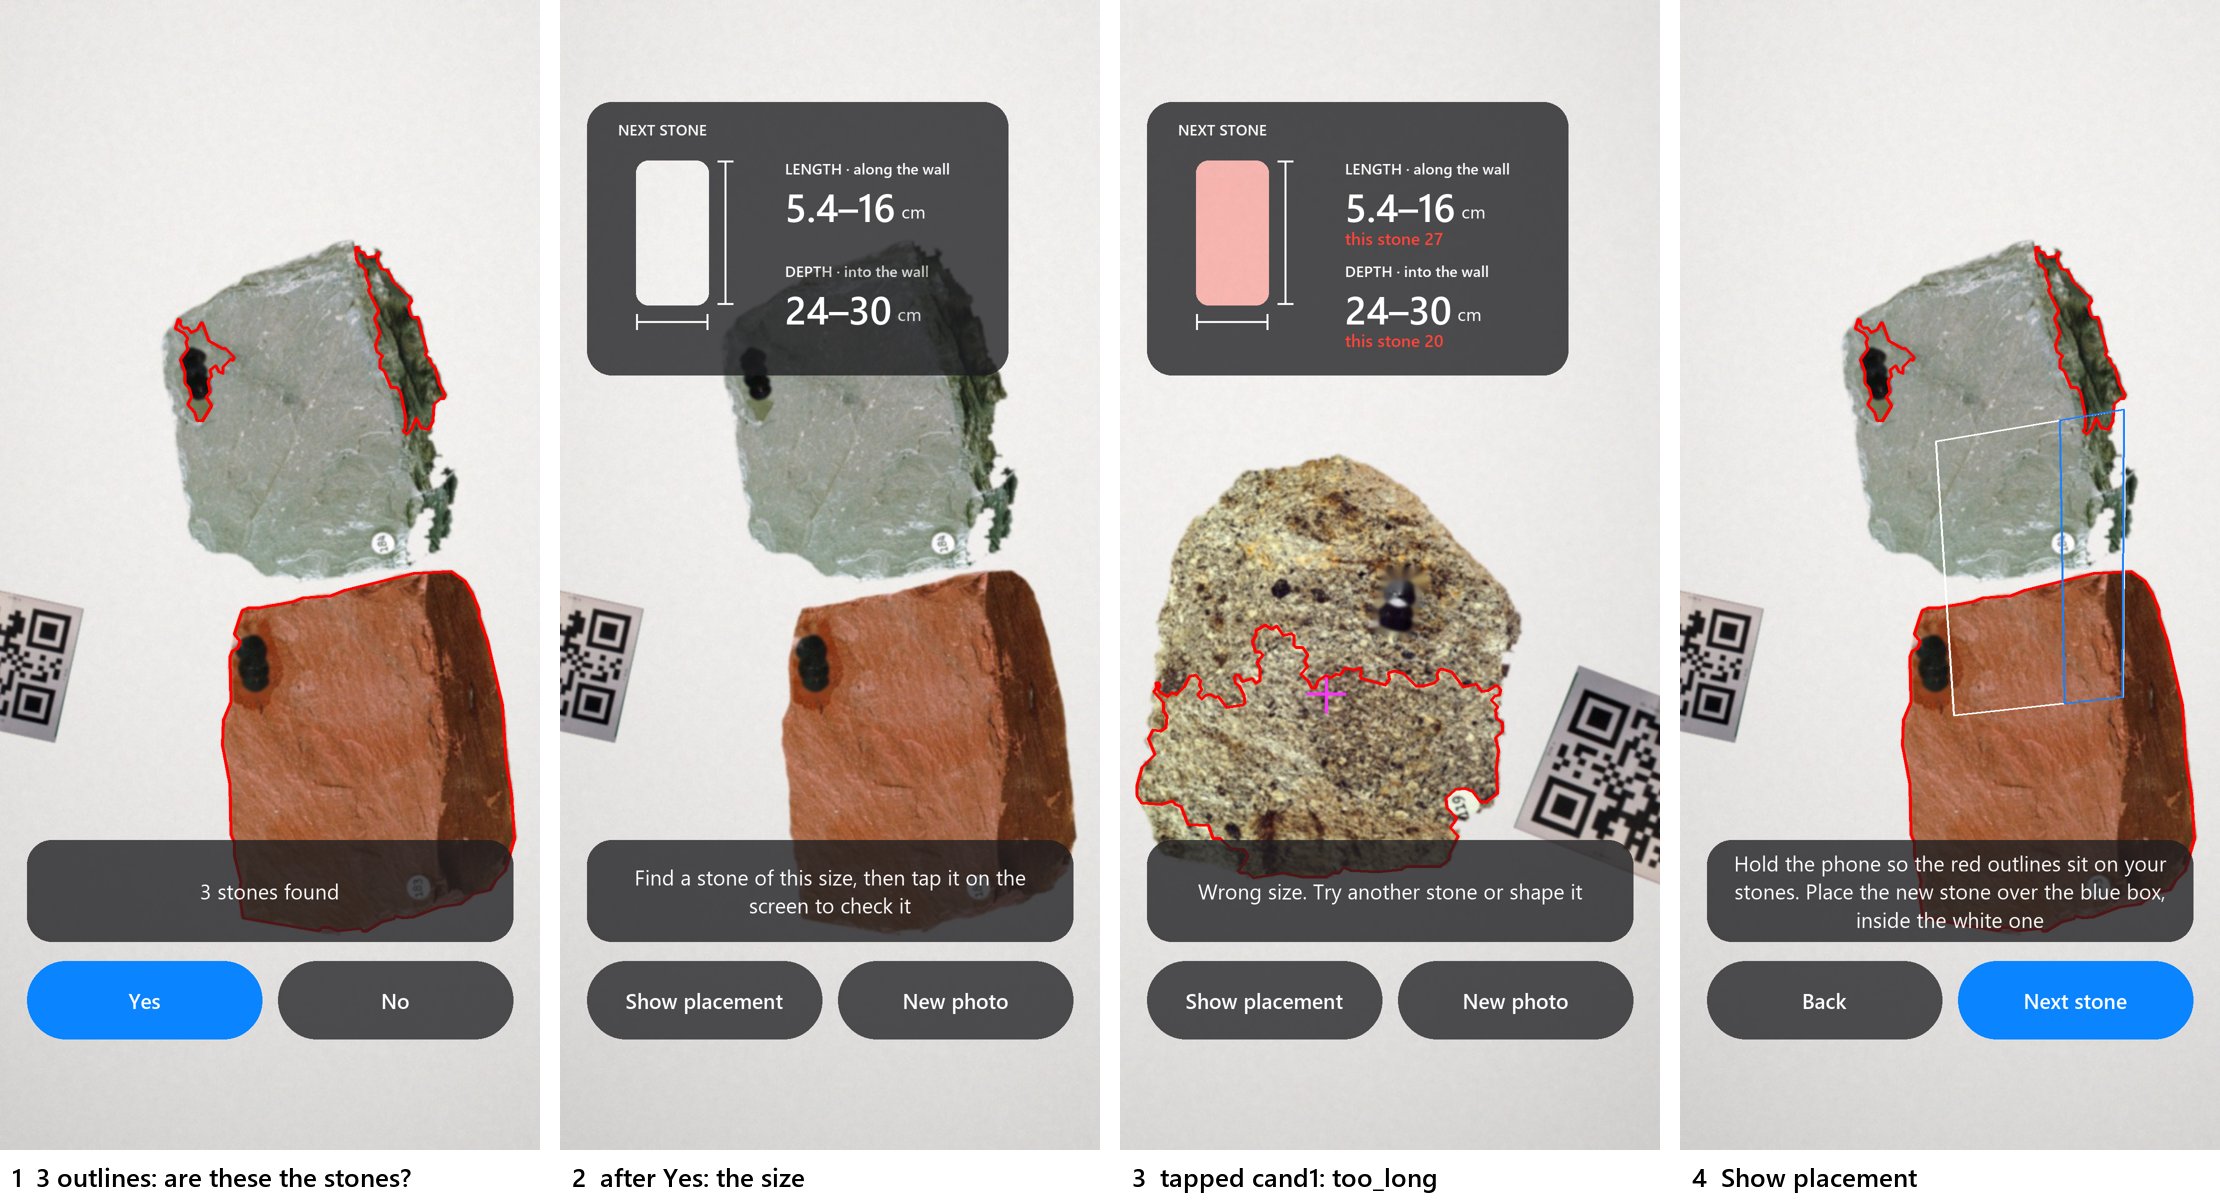 184
3 stones found
Yes
No
1 3 outlines: are these the stones?
NEXT STONE
LENGTH · along the wall
5.4–16 cm
DEPTH · into the wall
24–30 cm
184
Find a stone of this size, then tap it on the
screen to check it
Show placement
New photo
2 after Yes: the size
NEXT STONE
LENGTH · along the wall
5.4–16 cm
this stone 27
DEPTH · into the wall
24–30 cm
this stone 20
Wrong size. Try another stone or shape it
Show placement
New photo
3 tapped cand1: too_long
Hold the phone so the red outlines sit on your
stones. Place the new stone over the blue box,
inside the white one
Back
Next stone
4 Show placement